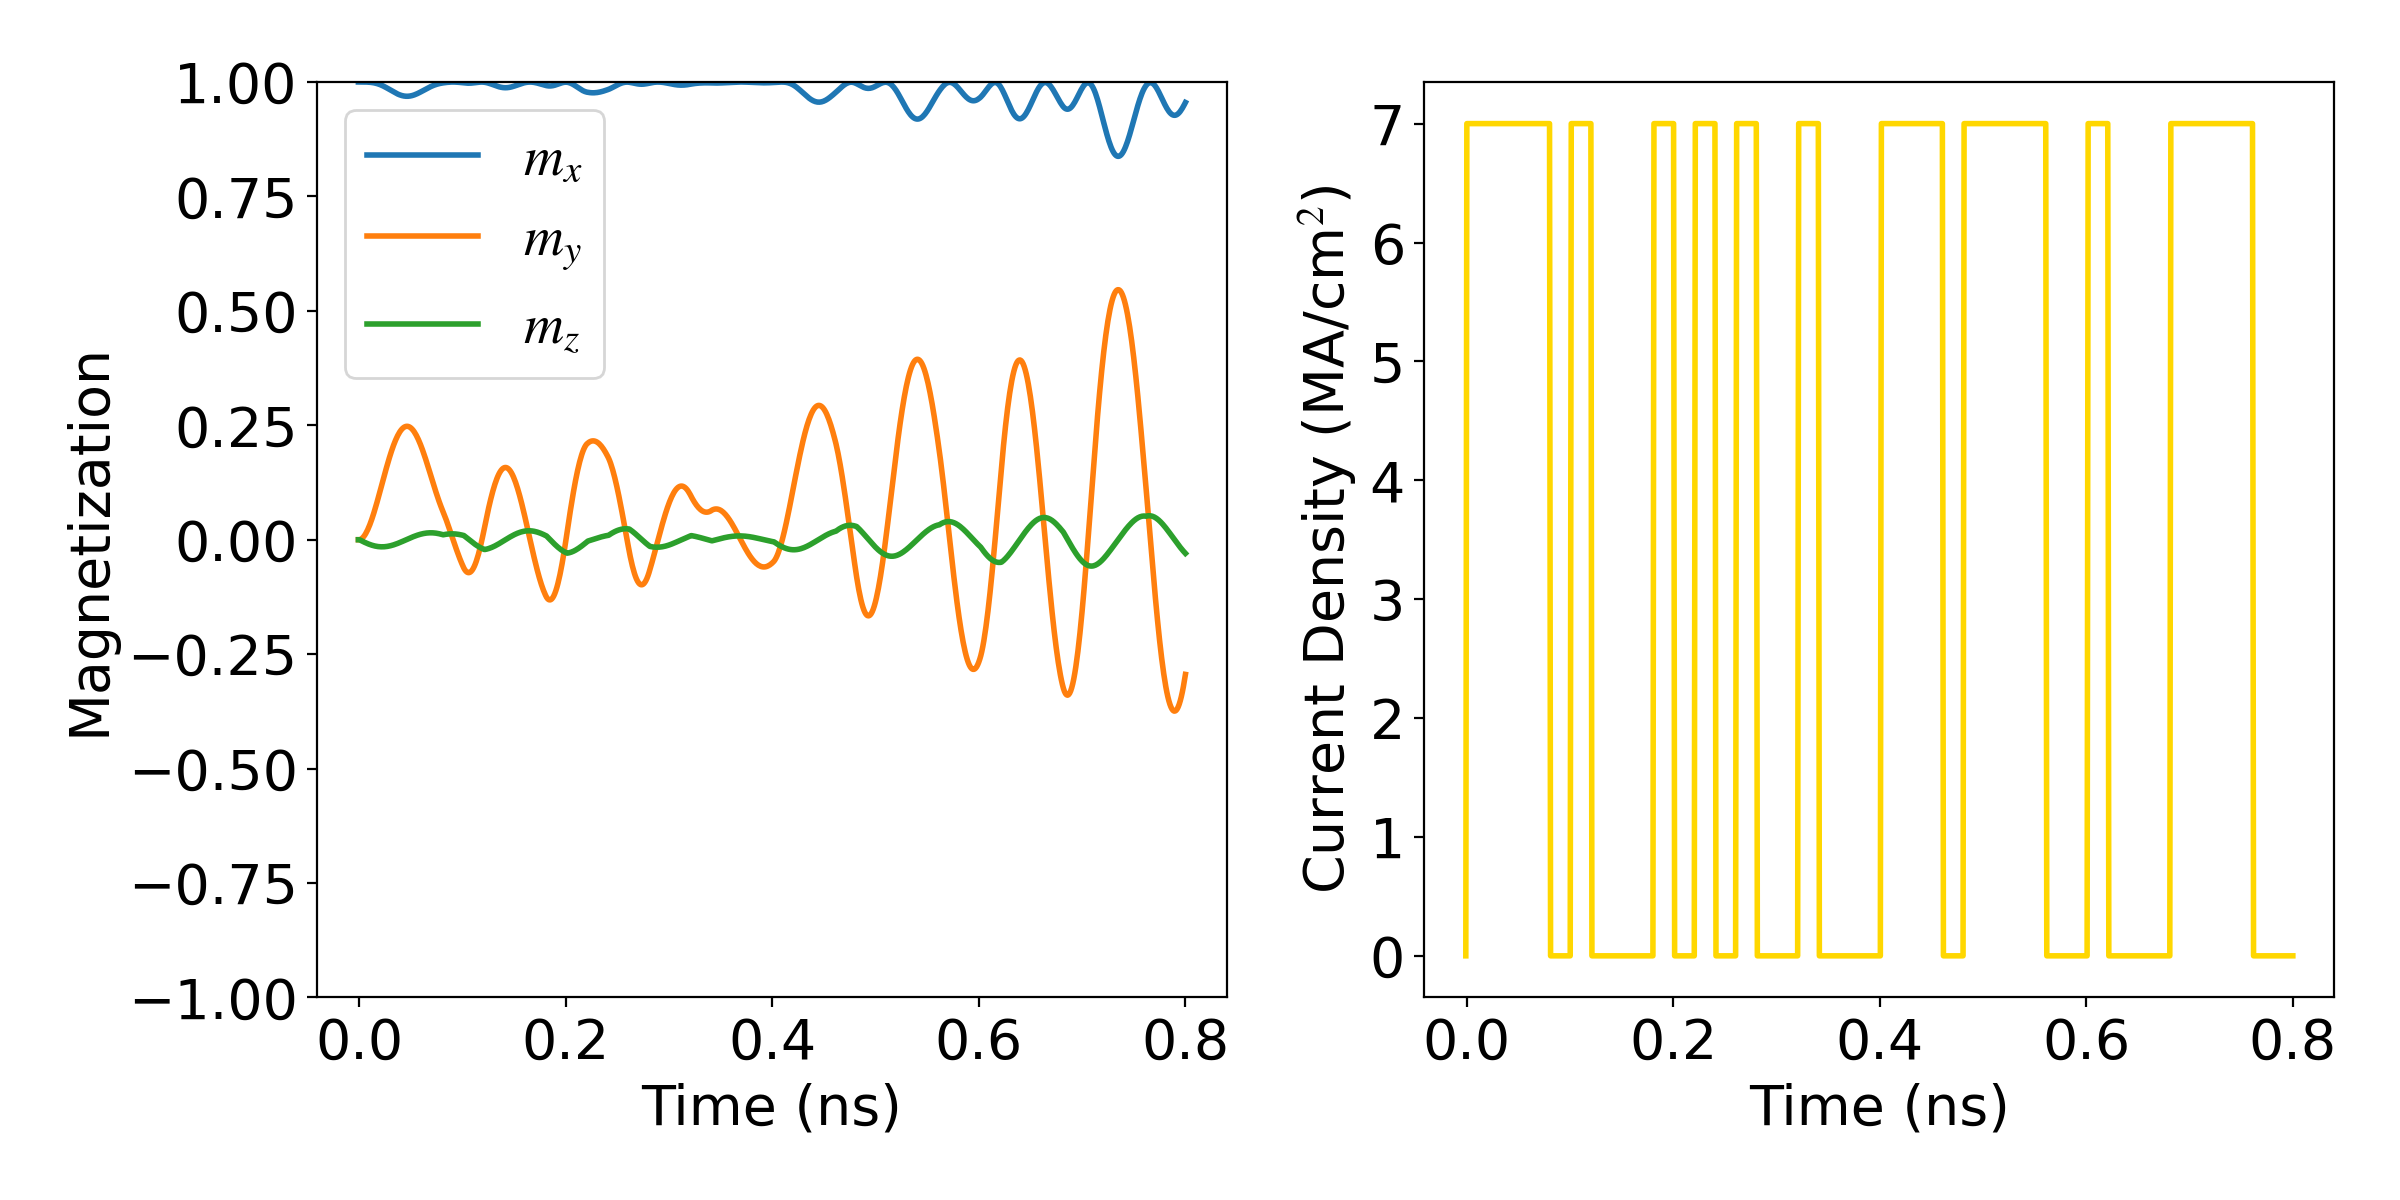 Magnetization
1.00
0.75
0.50
0.25
0.00
−0.25
−0.50
−0.75
−1.00
m_x
m_y
m_z
0.0 0.2 0.4 0.6 0.8
Time (ns)
Current Density (MA/cm²)
7
6
5
4
3
2
1
0
0.0 0.2 0.4 0.6 0.8
Time (ns)